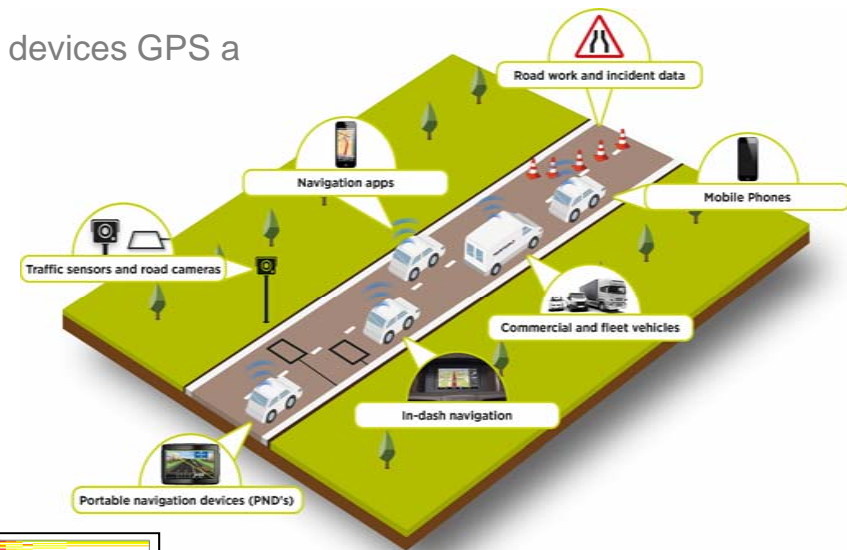 devices GPS a
Road work and incident data
Navigation apps
Mobile Phones
Traffic sensors and road cameras
Commercial and fleet vehicles
In-dash navigation
Portable navigation devices (PND's)